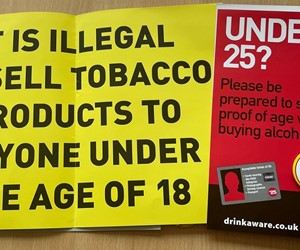 T IS ILLEGAL
SELL TOBACCO
RODUCTS TO
YONE UNDER
E AGE OF 18
UNDE
25?
Please be
prepared to s
proof of age w
buying alcoh
drinkaware.co.uk